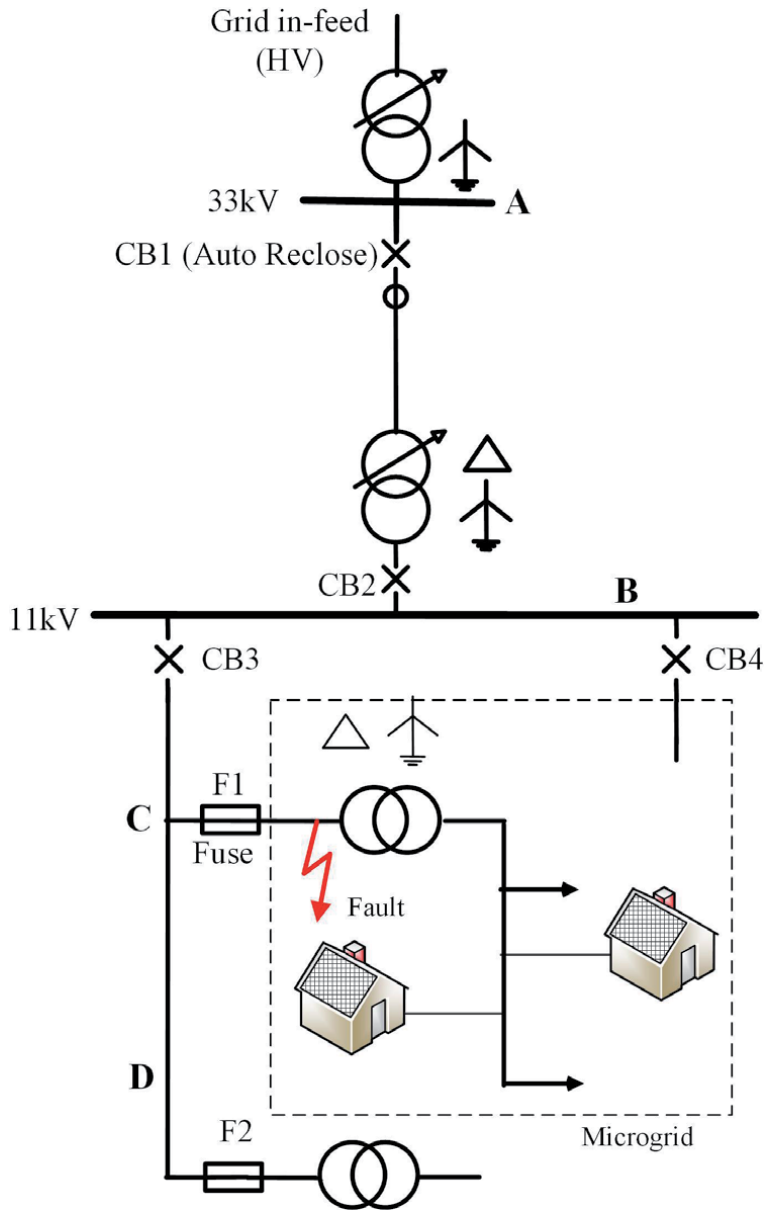 Grid in-feed
(HV)
33kV
A
CB1 (Auto Reclose)
CB2
B
11kV
CB3
CB4
F1
C
Fuse
Fault
D
F2
Microgrid